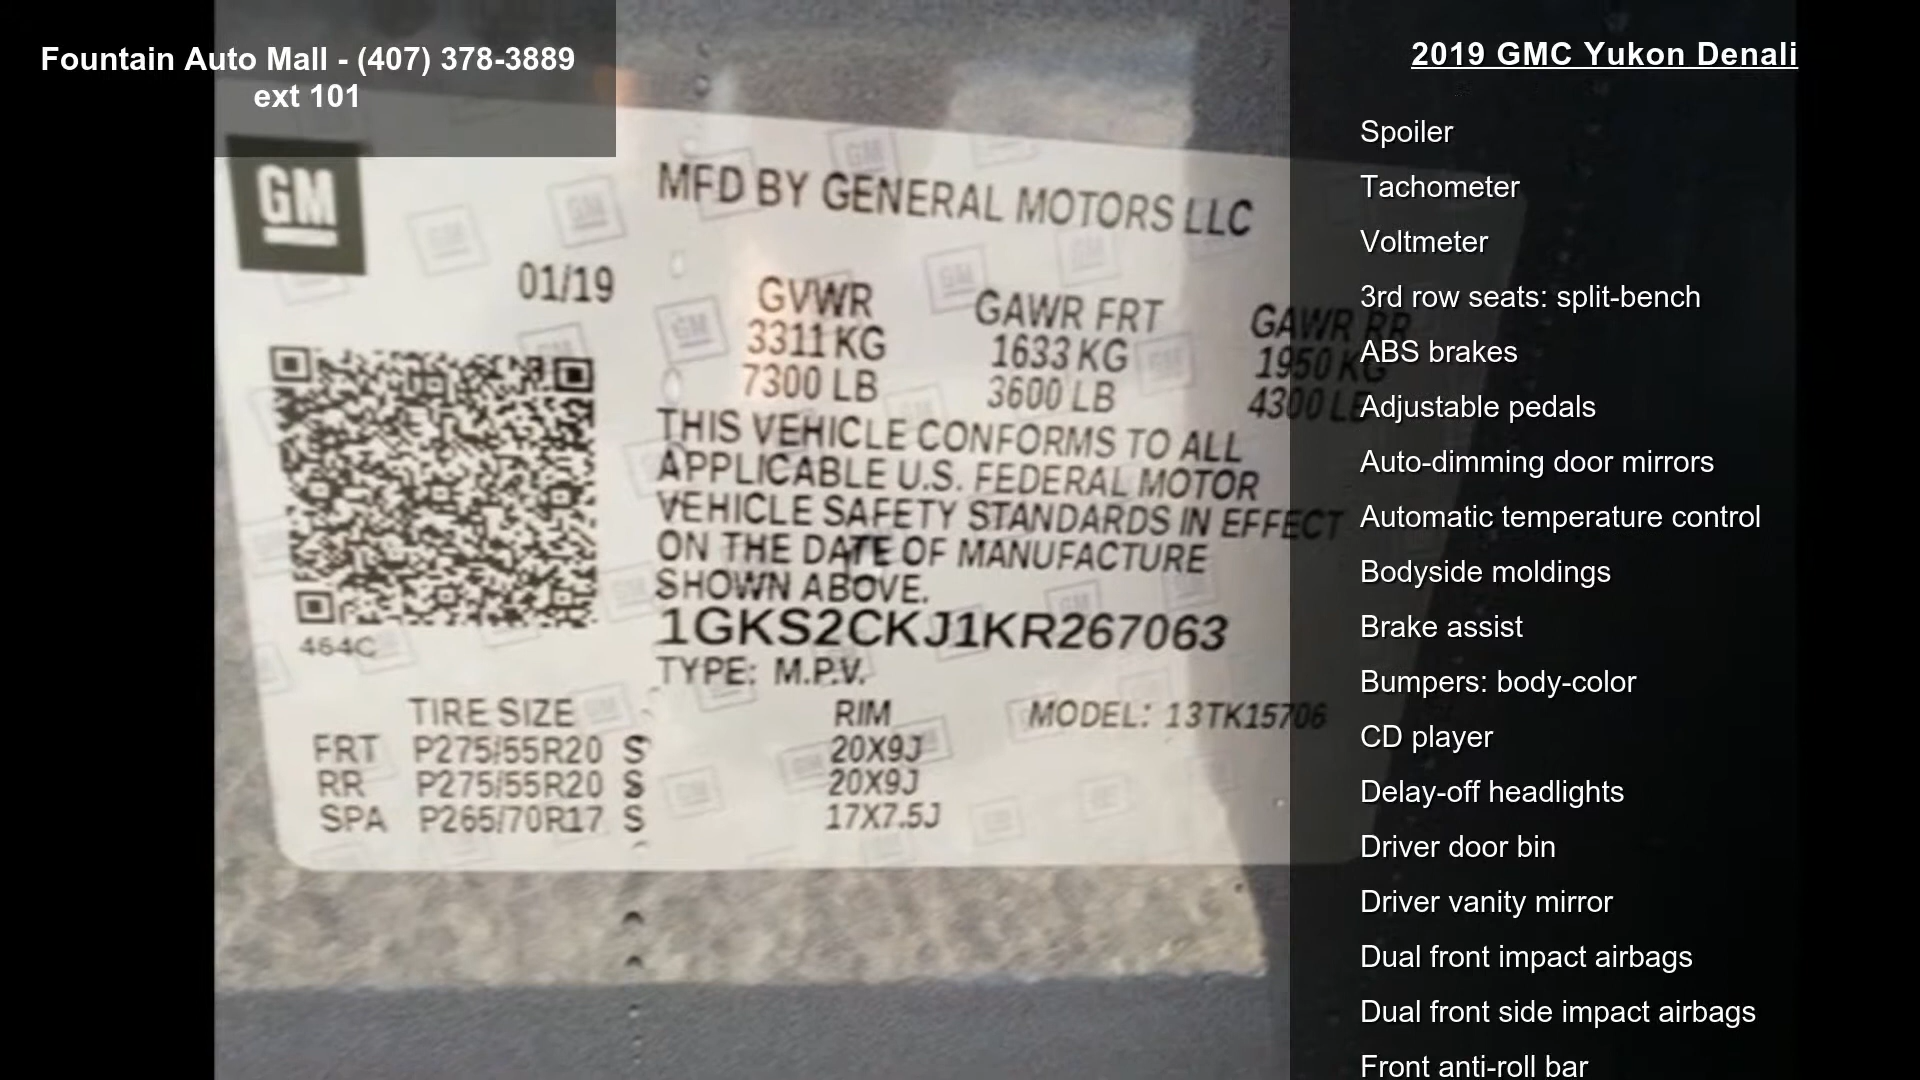 Fountain Auto Mall - (407) 378-3889
ext 101
GM
MFD BY GENERAL MOTORS LLC
01/19
GVWR GAWR FRT GAWR RR
3311 KG 1633 KG 1950 KG
7300 LB 3600 LB 4300 LB
THIS VEHICLE CONFORMS TO ALL
APPLICABLE U.S. FEDERAL MOTOR
VEHICLE SAFETY STANDARDS IN EFFECT
ON THE DATE OF MANUFACTURE
SHOWN ABOVE.
1GKS2CKJ1KR267063
464C
TYPE: M.P.V.
TIRE SIZE RIM MODEL: 13TK15706
FRT P275/55R20 S 20X9J
RR P275/55R20 S 20X9J
SPA P265/70R17 S 17X7.5J
2019 GMC Yukon Denali
Spoiler
Tachometer
Voltmeter
3rd row seats: split-bench
ABS brakes
Adjustable pedals
Auto-dimming door mirrors
Automatic temperature control
Bodyside moldings
Brake assist
Bumpers: body-color
CD player
Delay-off headlights
Driver door bin
Driver vanity mirror
Dual front impact airbags
Dual front side impact airbags
Front anti-roll bar